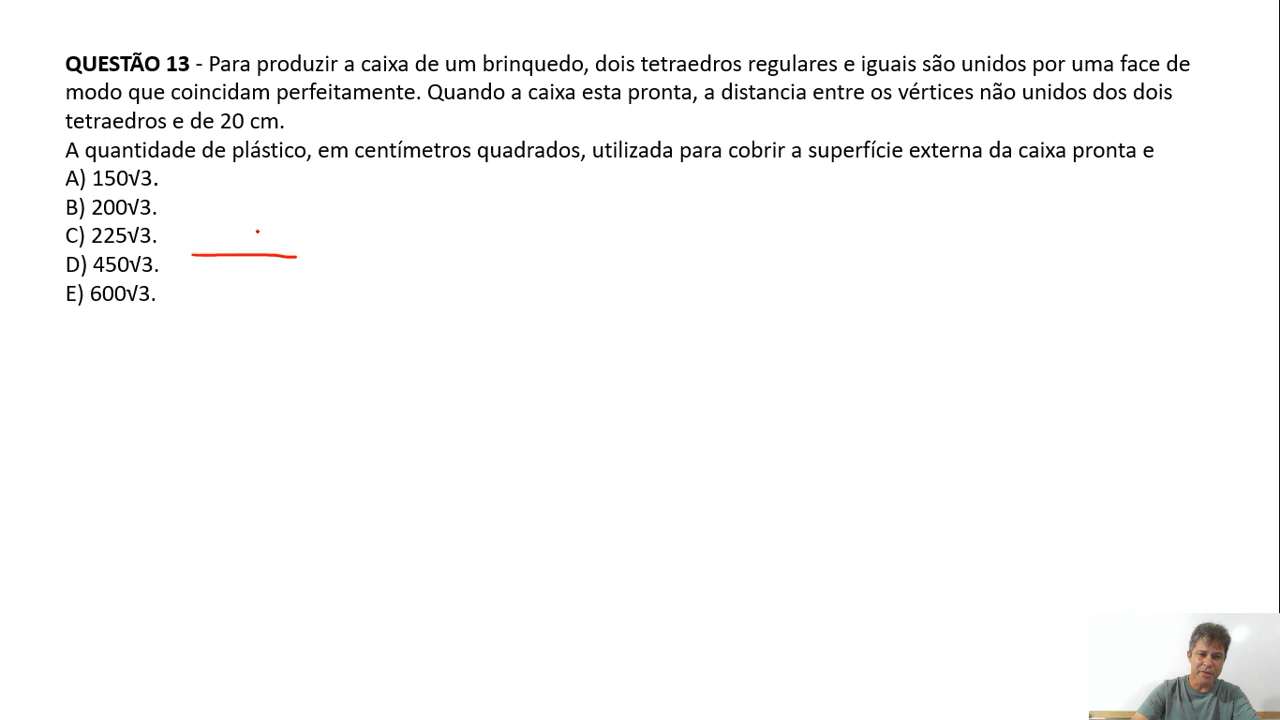 QUESTÃO 13 - Para produzir a caixa de um brinquedo, dois tetraedros regulares e iguais são unidos por uma face de
modo que coincidam perfeitamente. Quando a caixa esta pronta, a distancia entre os vértices não unidos dos dois
tetraedros e de 20 cm.
A quantidade de plástico, em centímetros quadrados, utilizada para cobrir a superfície externa da caixa pronta e
A) 150√3.
B) 200√3.
C) 225√3.
D) 450√3.
E) 600√3.